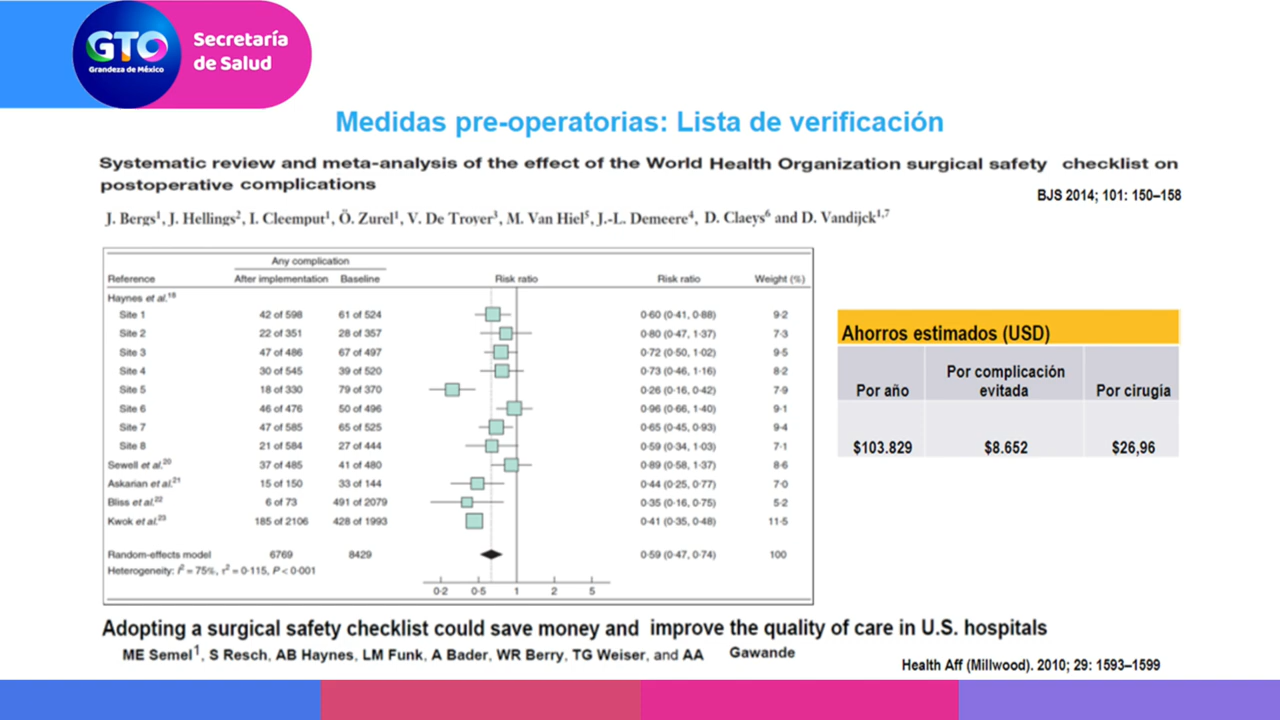 GTO
Grandeza de México
Secretaría
de Salud
Medidas pre-operatorias: Lista de verificación
Systematic review and meta-analysis of the effect of the World Health Organization surgical safety checklist on
postoperative complications
BJS 2014; 101: 150–158
J. Bergs¹, J. Hellings², I. Cleemput¹, Ö. Zurel¹, V. De Troyer³, M. Van Hiel⁵, J.-L. Demeere⁴, D. Claeys⁶ and D. Vandijck¹,⁷
Any complication
Reference After implementation Baseline Risk ratio Risk ratio Weight (%)
Haynes et al.¹⁸
Site 1 42 of 598 61 of 524 0·60 (0·41, 0·88) 9·2
Site 2 22 of 351 28 of 357 0·80 (0·47, 1·37) 7·3
Site 3 47 of 486 67 of 497 0·72 (0·50, 1·02) 9·5
Site 4 30 of 545 39 of 520 0·73 (0·46, 1·16) 8·2
Site 5 18 of 330 79 of 370 0·26 (0·16, 0·42) 7·9
Site 6 46 of 476 50 of 496 0·96 (0·66, 1·40) 9·1
Site 7 47 of 585 65 of 525 0·65 (0·45, 0·93) 9·4
Site 8 21 of 584 27 of 444 0·59 (0·34, 1·03) 7·1
Sewell et al.²⁰ 37 of 485 41 of 480 0·89 (0·58, 1·37) 8·6
Askarian et al.²¹ 15 of 150 33 of 144 0·44 (0·25, 0·77) 7·0
Bliss et al.²² 6 of 73 491 of 2079 0·35 (0·16, 0·75) 5·2
Kwok et al.²³ 185 of 2106 428 of 1993 0·41 (0·35, 0·48) 11·5
Random-effects model 6769 8429 0·59 (0·47, 0·74) 100
Heterogeneity: I² = 75%, τ² = 0·115, P < 0·001
0·2 0·5 1 2 5
Ahorros estimados (USD)
Por año Por complicación evitada Por cirugía
$103.829 $8.652 $26,96
Adopting a surgical safety checklist could save money and improve the quality of care in U.S. hospitals
ME Semel¹, S Resch, AB Haynes, LM Funk, A Bader, WR Berry, TG Weiser, and AA Gawande
Health Aff (Millwood). 2010; 29: 1593–1599